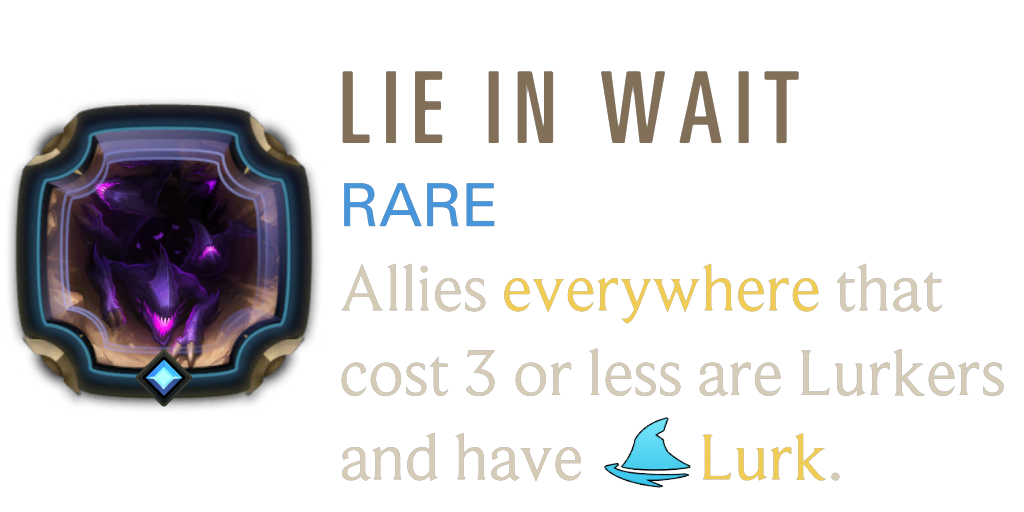 LIE IN WAIT
RARE
Allies everywhere that
cost 3 or less are Lurkers
and have Lurk.